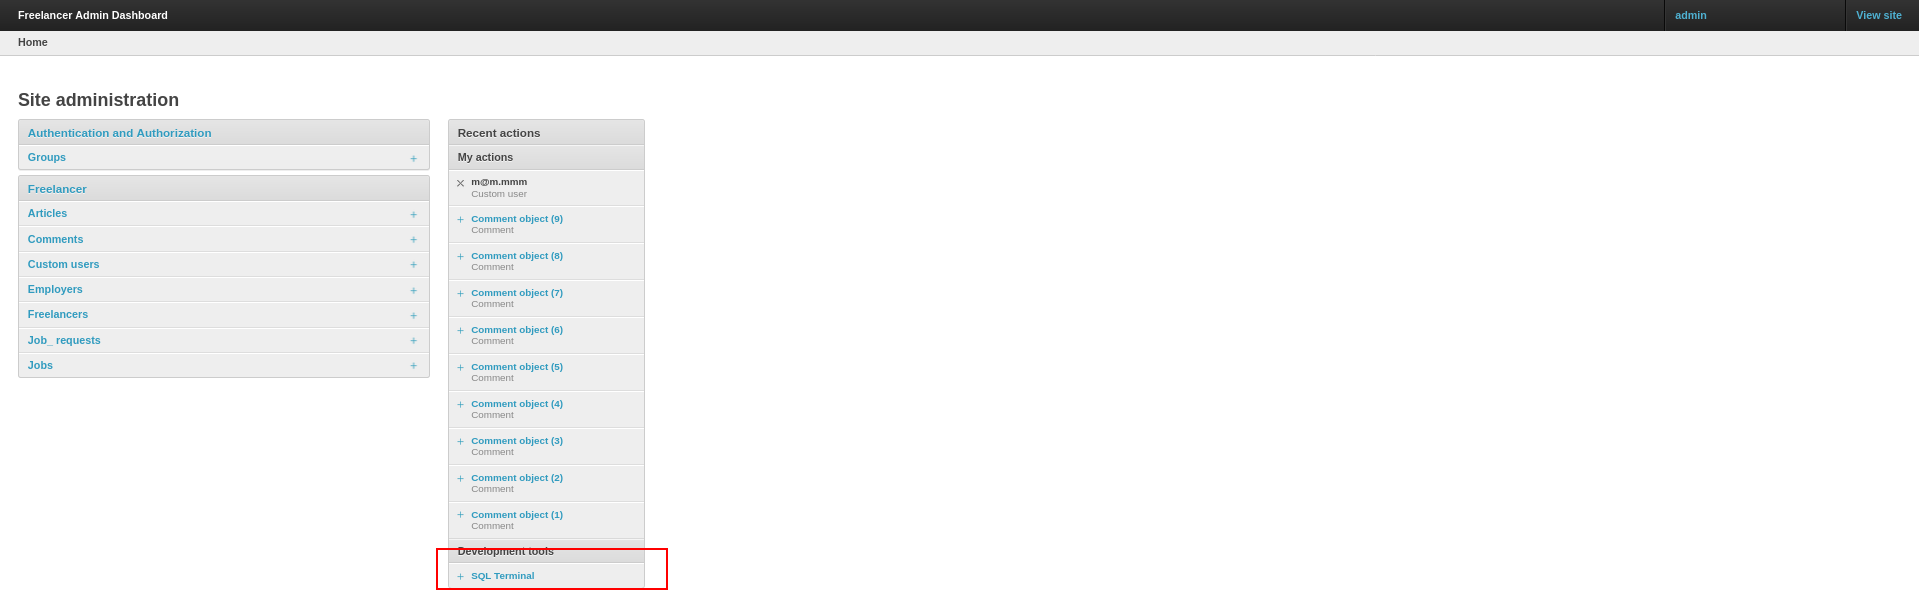 Freelancer Admin Dashboard
admin
View site
Home
Site administration
Authentication and Authorization
Groups
Freelancer
Articles
Comments
Custom users
Employers
Freelancers
Job_ requests
Jobs
Recent actions
My actions
m@m.mmm
Custom user
Comment object (9)
Comment
Comment object (8)
Comment
Comment object (7)
Comment
Comment object (6)
Comment
Comment object (5)
Comment
Comment object (4)
Comment
Comment object (3)
Comment
Comment object (2)
Comment
Comment object (1)
Comment
Development tools
SQL Terminal